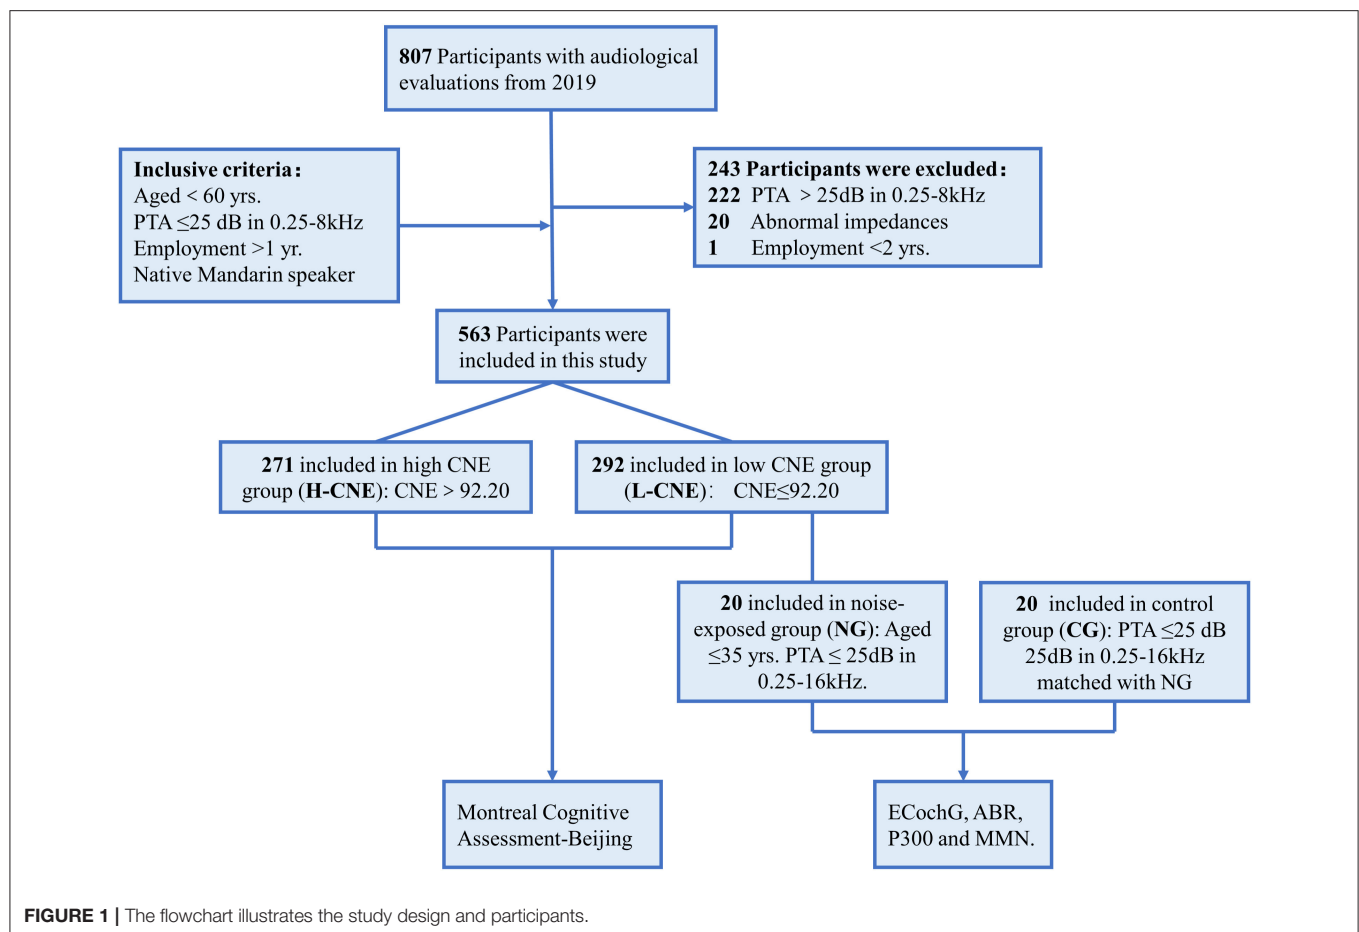 807 Participants with audiological
evaluations from 2019
Inclusive criteria：
Aged < 60 yrs.
PTA ≤25 dB in 0.25-8kHz
Employment >1 yr.
Native Mandarin speaker
243 Participants were excluded：
222 PTA > 25dB in 0.25-8kHz
20 Abnormal impedances
1 Employment <2 yrs.
563 Participants were
included in this study
271 included in high CNE
group (H-CNE): CNE > 92.20
292 included in low CNE group
(L-CNE)： CNE≤92.20
20 included in noise-
exposed group (NG): Aged
≤35 yrs. PTA ≤ 25dB in
0.25-16kHz.
20 included in control
group (CG): PTA ≤25 dB
25dB in 0.25-16kHz
matched with NG
Montreal Cognitive
Assessment-Beijing
ECochG, ABR,
P300 and MMN.
FIGURE 1 | The flowchart illustrates the study design and participants.